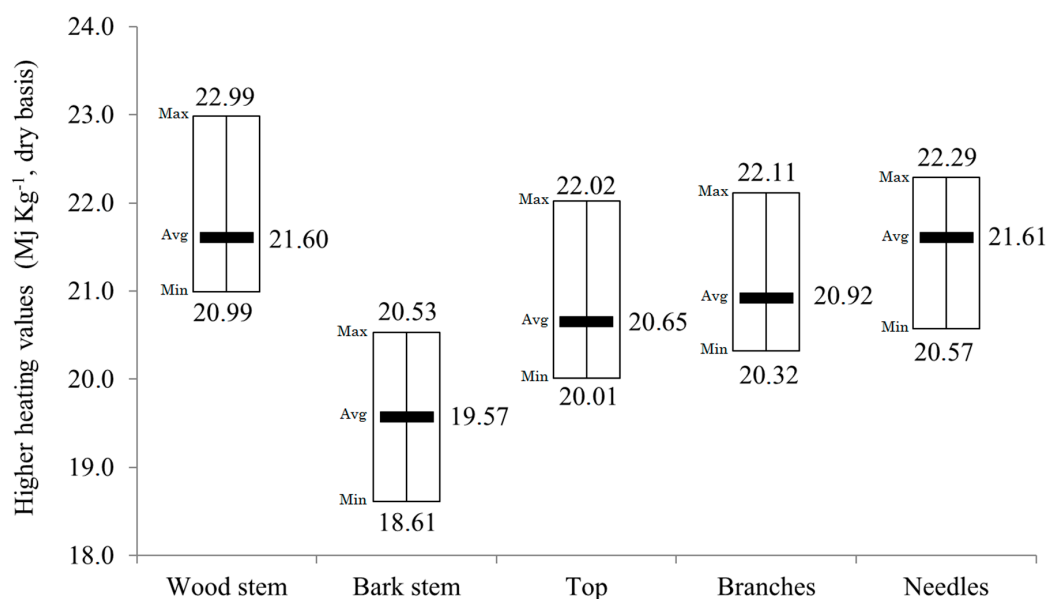 Higher heating values (Mj Kg-1, dry basis)
24.0
23.0
22.0
21.0
20.0
19.0
18.0
Max
22.99
Avg
21.60
Min
20.99
Max
20.53
Avg
19.57
Min
18.61
Max
22.02
Avg
20.65
Min
20.01
Max
22.11
Avg
20.92
Min
20.32
Max
22.29
Avg
21.61
Min
20.57
Wood stem
Bark stem
Top
Branches
Needles